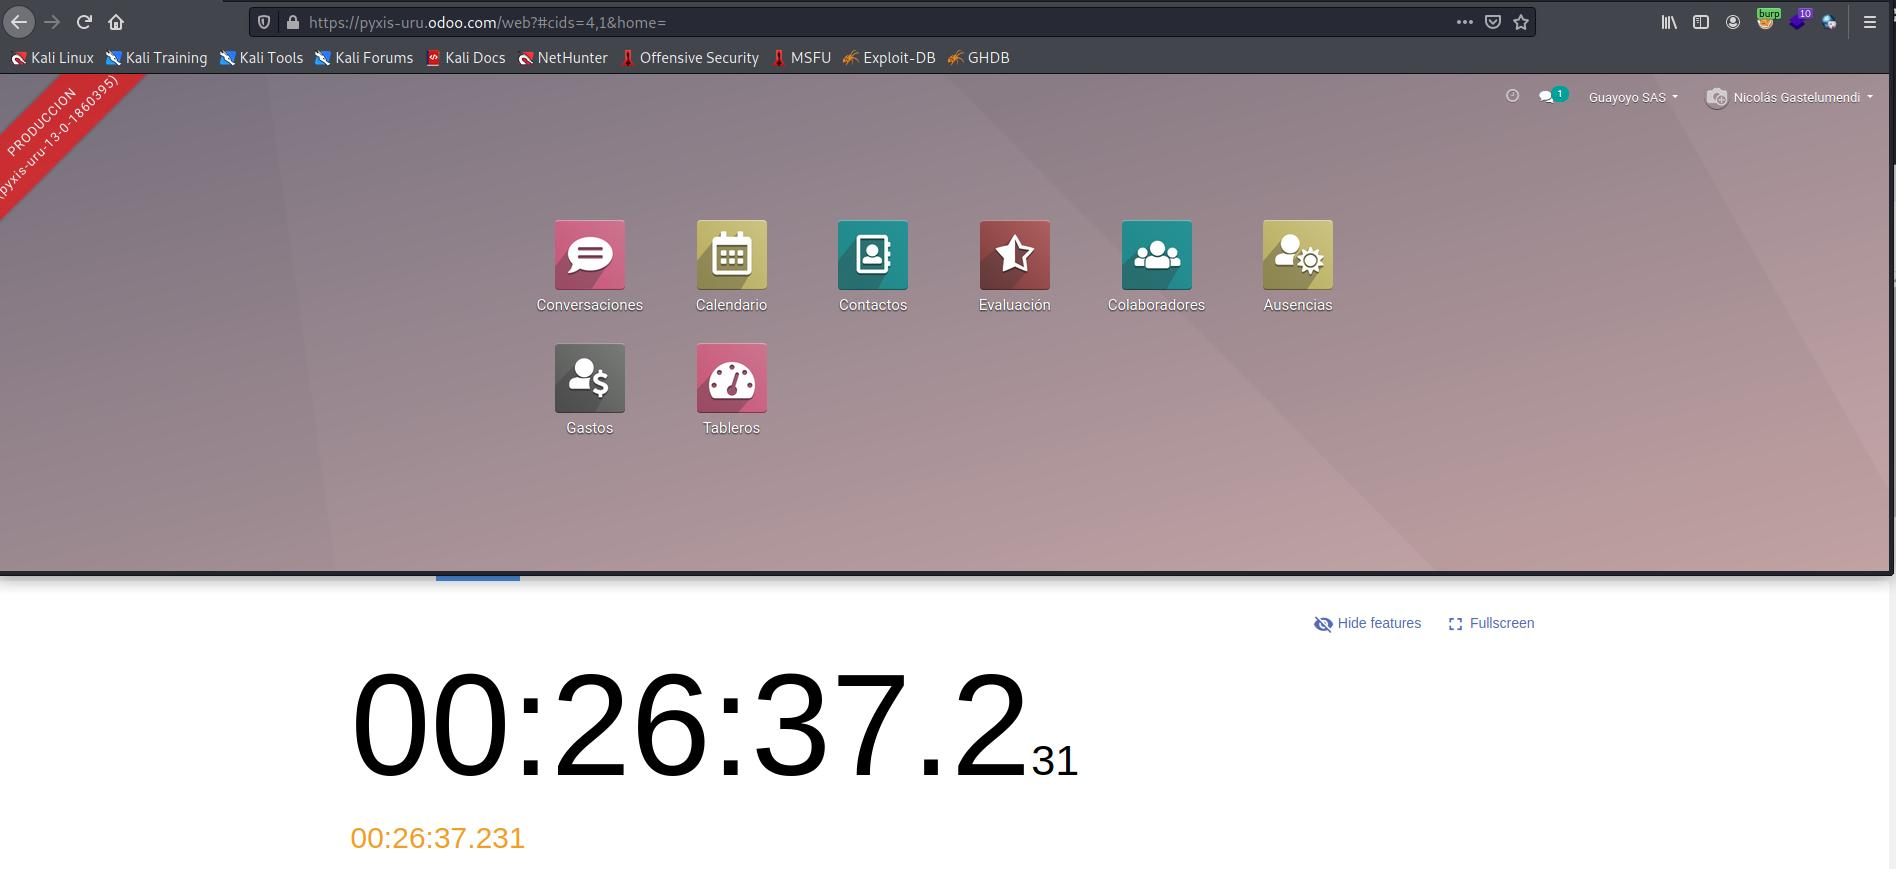 https://pyxis-uru.odoo.com/web?#cids=4,1&home=
burp
10
Kali Linux Kali Training Kali Tools Kali Forums Kali Docs NetHunter Offensive Security MSFU Exploit-DB GHDB
PRODUCCION
(pyxis-uru-13-0-1860395)
1 Guayoyo SAS Nicolás Gastelumendi
Conversaciones Calendario Contactos Evaluación Colaboradores Ausencias
Gastos Tableros
Hide features Fullscreen
00:26:37.231
00:26:37.231